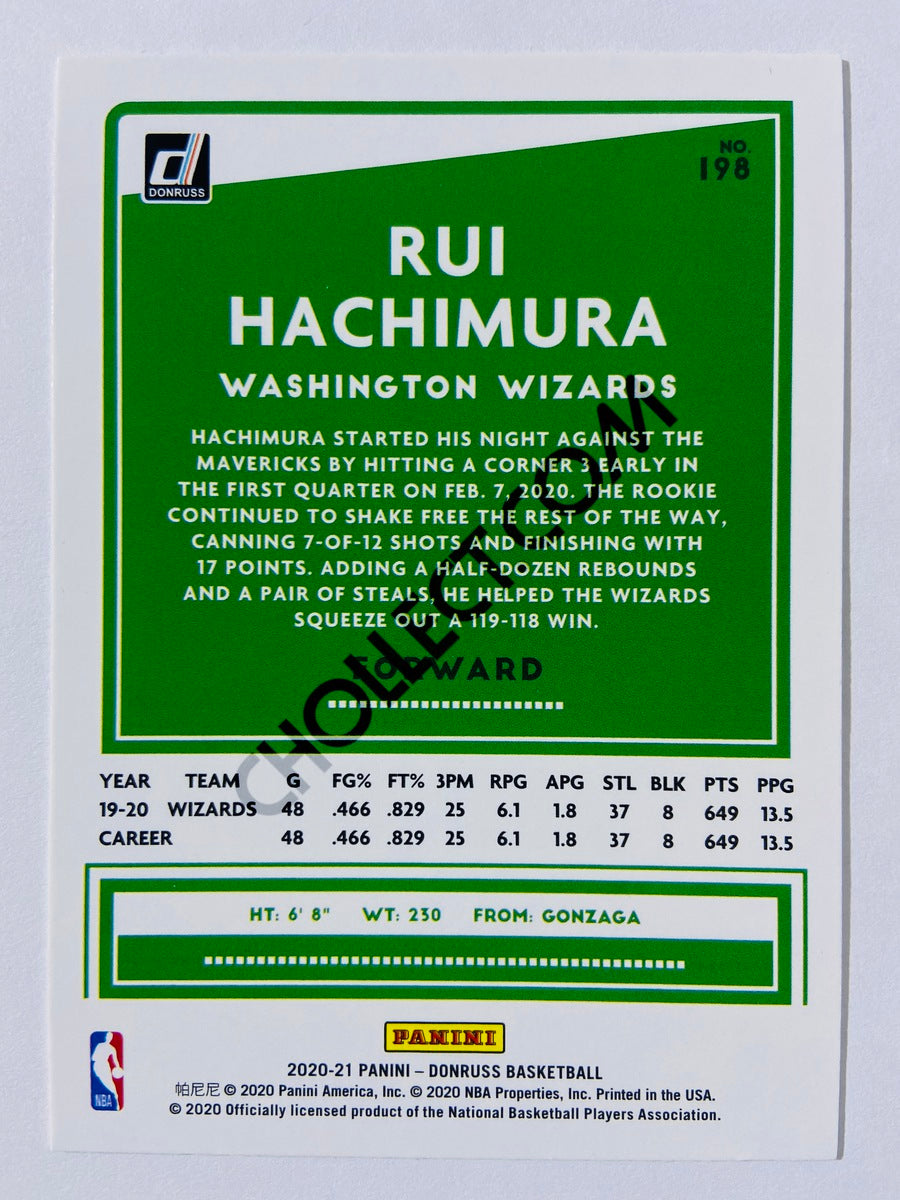 DONRUSS
NO.
198
RUI
HACHIMURA
WASHINGTON WIZARDS
HACHIMURA STARTED HIS NIGHT AGAINST THE
MAVERICKS BY HITTING A CORNER 3 EARLY IN
THE FIRST QUARTER ON FEB. 7, 2020. THE ROOKIE
CONTINUED TO SHAKE FREE THE REST OF THE WAY,
CANNING 7-OF-12 SHOTS AND FINISHING WITH
17 POINTS. ADDING A HALF-DOZEN REBOUNDS
AND A PAIR OF STEALS, HE HELPED THE WIZARDS
SQUEEZE OUT A 119-118 WIN.
FORWARD
CHOLLECT.COM
YEAR TEAM G FG% FT% 3PM RPG APG STL BLK PTS PPG
19-20 WIZARDS 48 .466 .829 25 6.1 1.8 37 8 649 13.5
CAREER 48 .466 .829 25 6.1 1.8 37 8 649 13.5
HT: 6' 8" WT: 230 FROM: GONZAGA
PANINI
NBA
2020-21 PANINI – DONRUSS BASKETBALL
帕尼尼 © 2020 Panini America, Inc. © 2020 NBA Properties, Inc. Printed in the USA.
© 2020 Officially licensed product of the National Basketball Players Association.